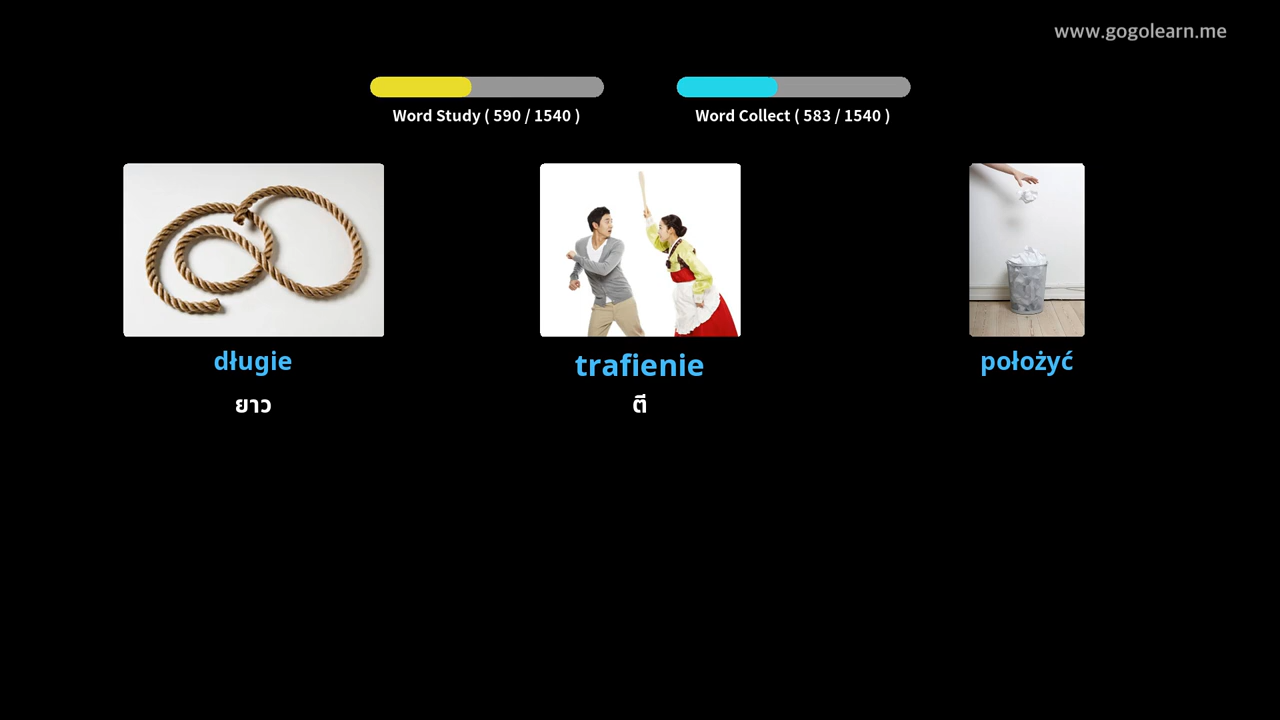 www.gogolearn.me
Word Study ( 590 / 1540 )
Word Collect ( 583 / 1540 )
długie
trafienie
położyć
ยาว
ตี